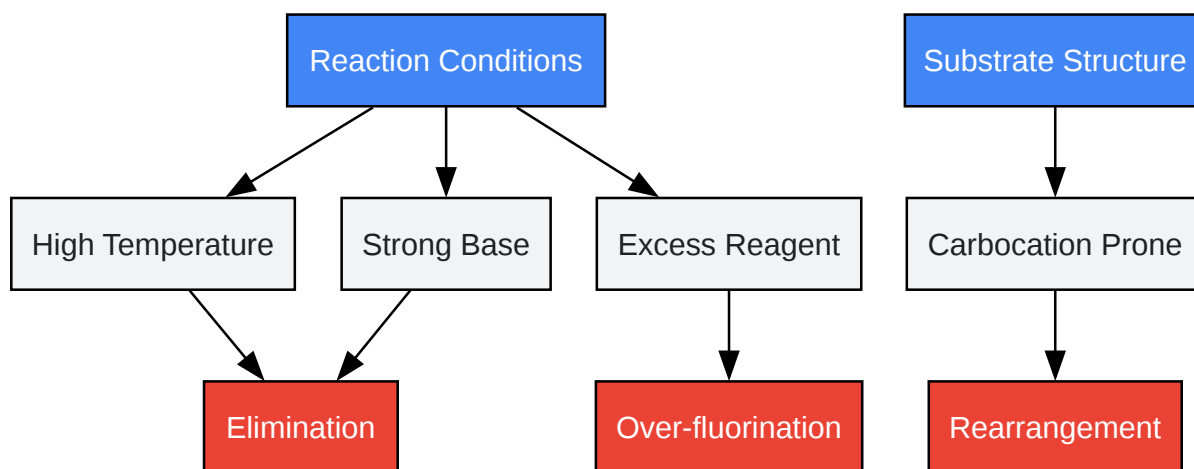 Reaction Conditions
Substrate Structure
High Temperature
Strong Base
Excess Reagent
Carbocation Prone
Elimination
Over-fluorination
Rearrangement